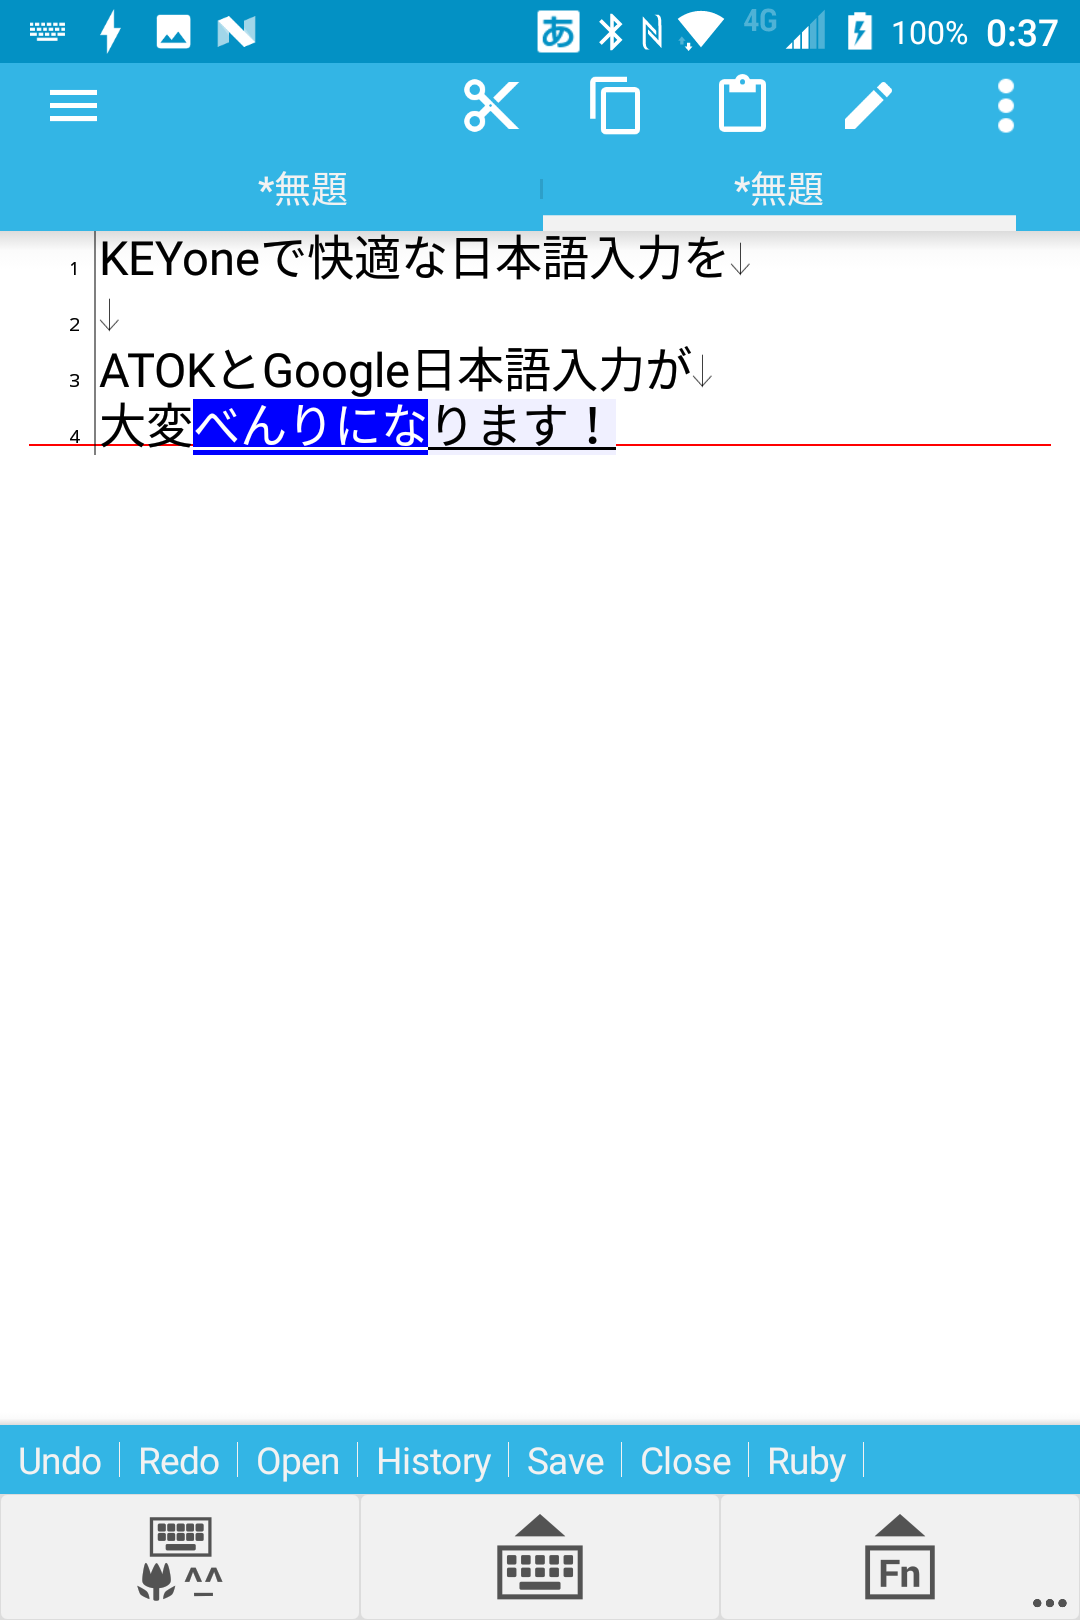 あ 4G 100% 0:37
*無題 *無題
1 KEYoneで快適な日本語入力を↓
2 ↓
3 ATOKとGoogle日本語入力が↓
4 大変べんりになります！
Undo Redo Open History Save Close Ruby
^_^ Fn